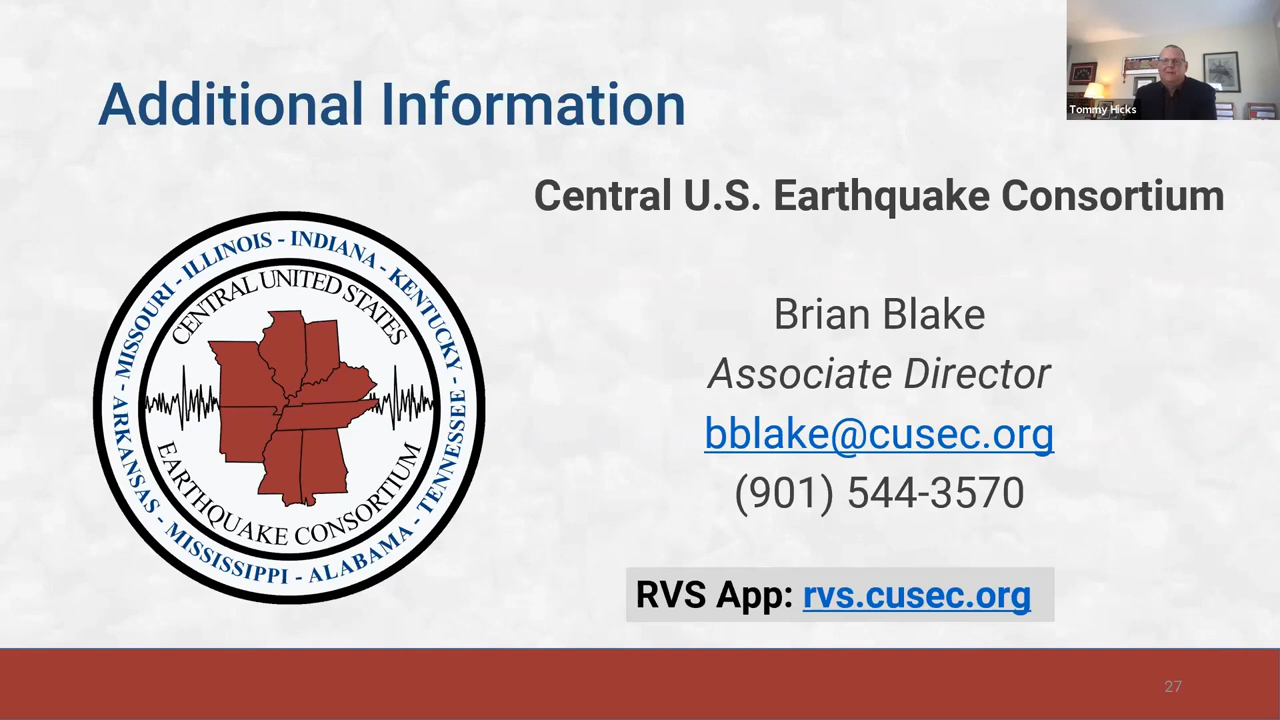 Additional Information
Tommy Hicks
Central U.S. Earthquake Consortium
ARKANSAS - MISSOURI - ILLINOIS - INDIANA - KENTUCKY - TENNESSEE
- MISSISSIPPI - ALABAMA -
CENTRAL UNITED STATES
EARTHQUAKE CONSORTIUM
Brian Blake
Associate Director
bblake@cusec.org
(901) 544-3570
RVS App: rvs.cusec.org
27